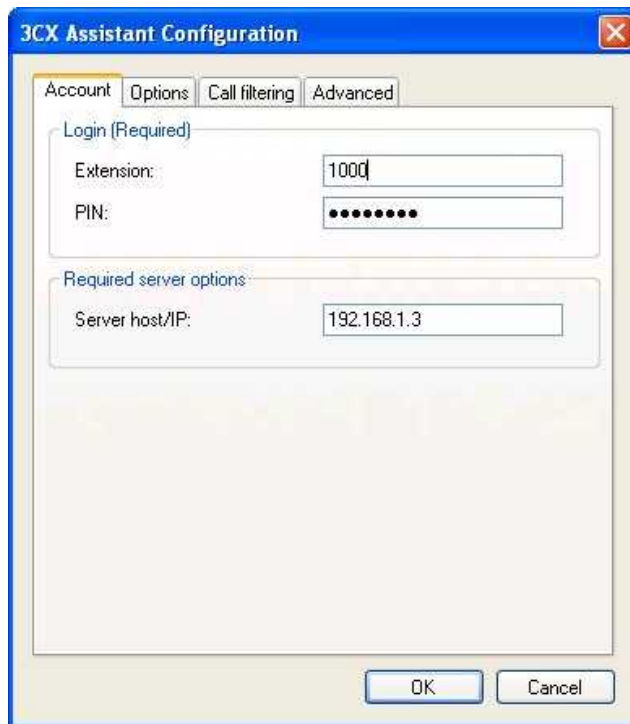 3CX Assistant Configuration
Account Options Call filtering Advanced
Login (Required)
Extension: 1000
PIN: ●●●●●●●●
Required server options
Server host/IP: 192.168.1.3
OK Cancel